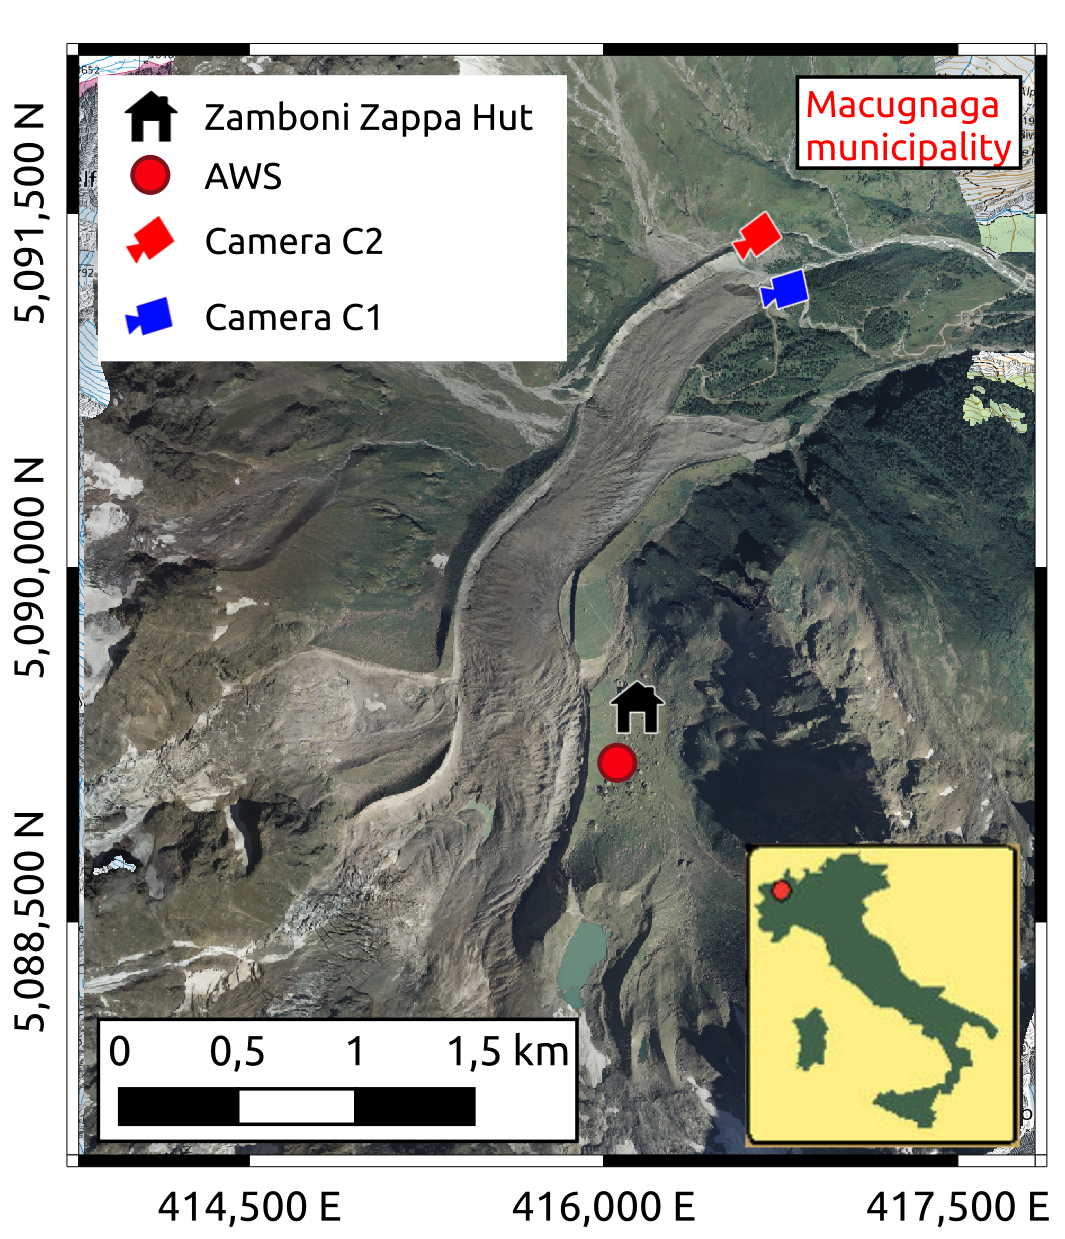 Zamboni Zappa Hut
AWS
Camera C2
Camera C1
Macugnaga
municipality
5,091,500 N
5,090,000 N
5,088,500 N
0 0,5 1 1,5 km
414,500 E 416,000 E 417,500 E